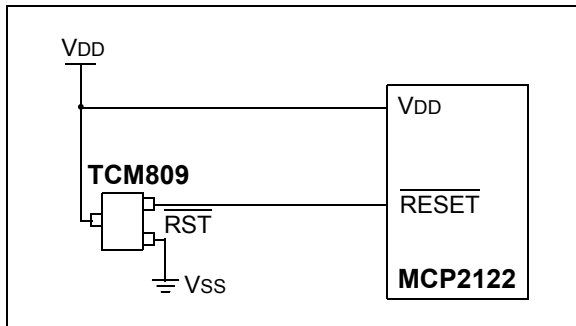 VDD
VDD
TCM809
RST
RESET
VSS
MCP2122